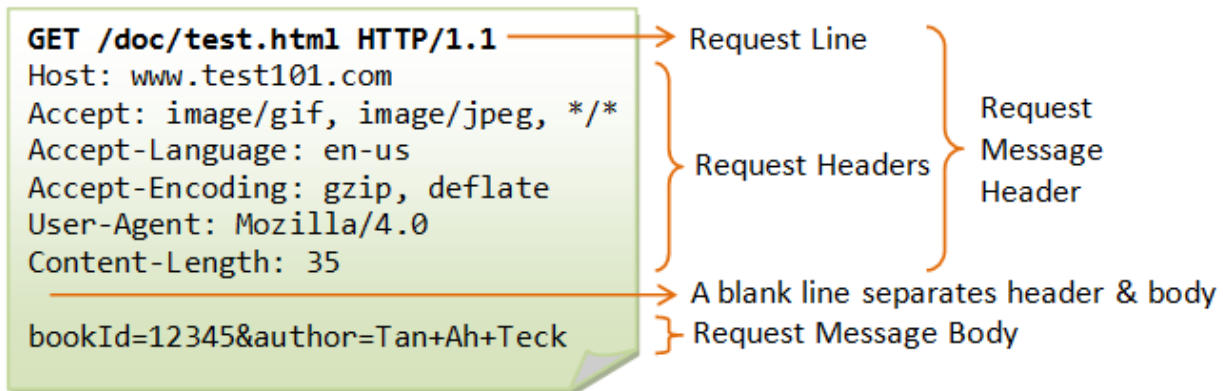 GET /doc/test.html HTTP/1.1
Host: www.test101.com
Accept: image/gif, image/jpeg, */*
Accept-Language: en-us
Accept-Encoding: gzip, deflate
User-Agent: Mozilla/4.0
Content-Length: 35
bookId=12345&author=Tan+Ah+Teck
Request Line
Request Headers
Request
Message
Header
A blank line separates header & body
Request Message Body